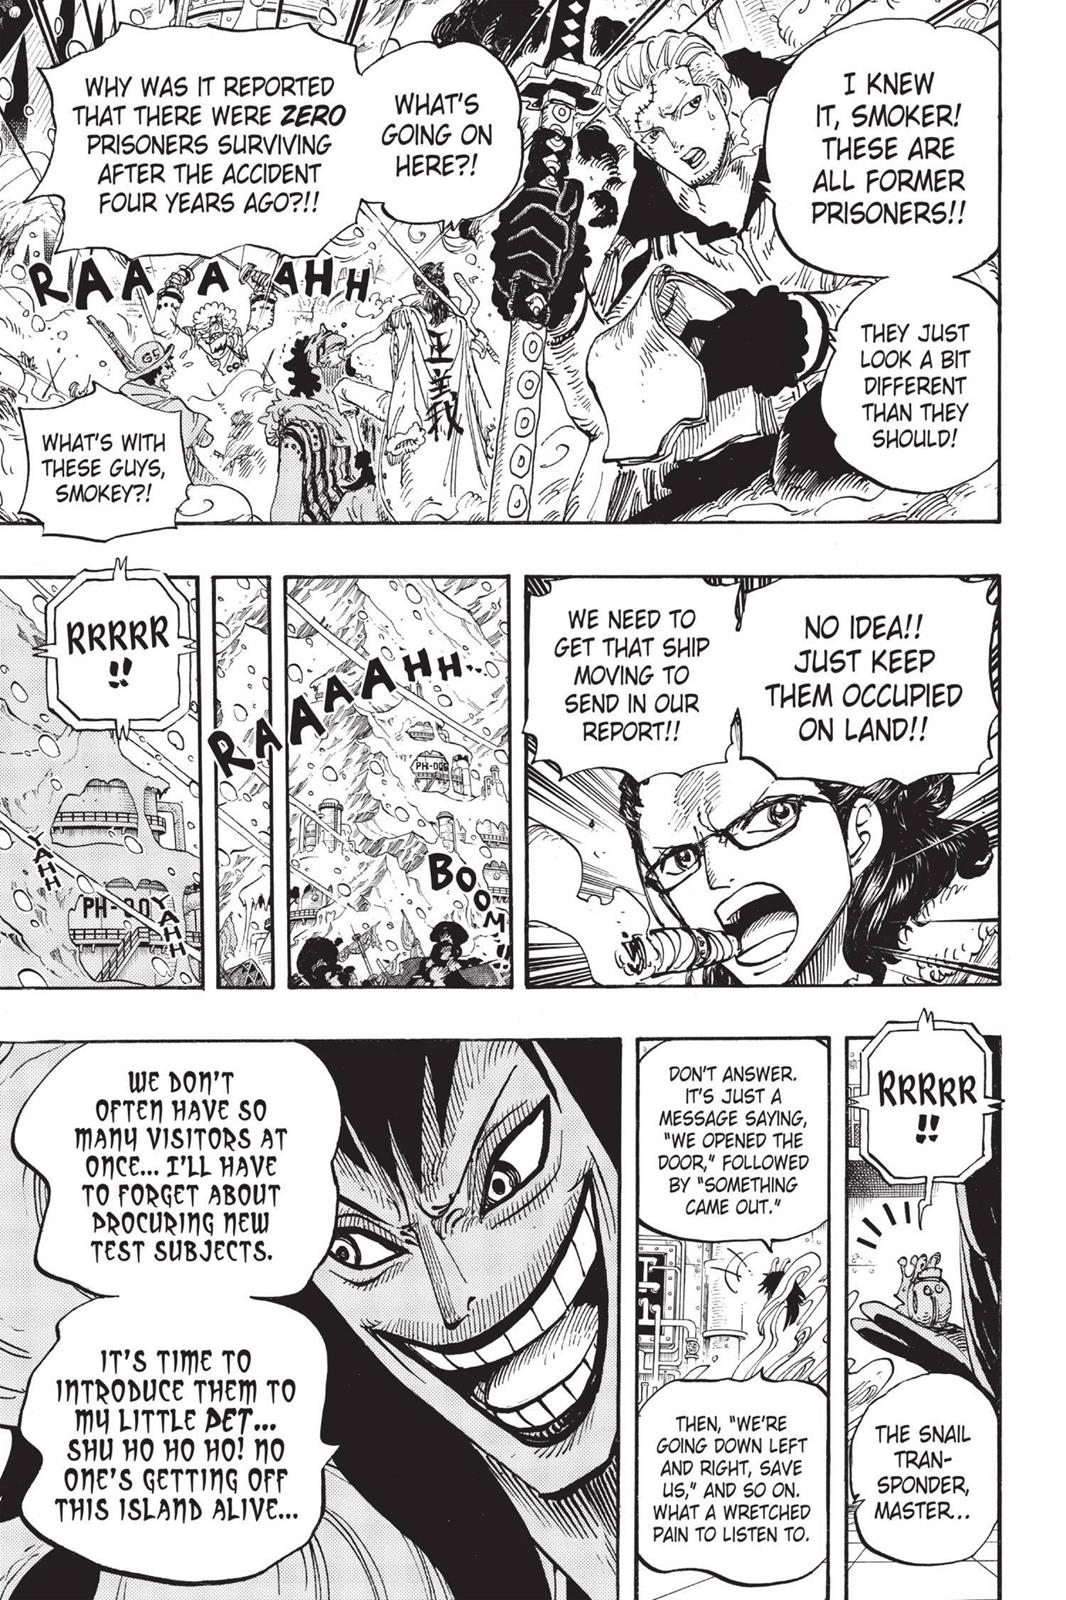 I KNEW
IT, SMOKER!
THESE ARE
ALL FORMER
PRISONERS!!
THEY JUST
LOOK A BIT
DIFFERENT
THAN THEY
SHOULD!
WHAT'S
GOING ON
HERE?!
WHY WAS IT REPORTED
THAT THERE WERE ZERO
PRISONERS SURVIVING
AFTER THE ACCIDENT
FOUR YEARS AGO?!!
RAAAAAHH
GC
正義
WHAT'S WITH
THESE GUYS,
SMOKEY?!
NO IDEA!!
JUST KEEP
THEM OCCUPIED
ON LAND!!
WE NEED TO
GET THAT SHIP
MOVING TO
SEND IN OUR
REPORT!!
RAAAAHH...
PH-006
BOOM!
RRRRR
!!
YAHH
YAHH
PH-00
RRRRR
!!
THE SNAIL
TRAN-
SPONDER,
MASTER...
DON'T ANSWER.
IT'S JUST A
MESSAGE SAYING,
"WE OPENED THE
DOOR," FOLLOWED
BY "SOMETHING
CAME OUT."
THEN, "WE'RE
GOING DOWN LEFT
AND RIGHT, SAVE
US," AND SO ON.
WHAT A WRETCHED
PAIN TO LISTEN TO.
WE DON'T
OFTEN HAVE SO
MANY VISITORS AT
ONCE... I'LL HAVE
TO FORGET ABOUT
PROCURING NEW
TEST SUBJECTS.
IT'S TIME TO
INTRODUCE THEM TO
MY LITTLE PET...
SHU HO HO HO! NO
ONE'S GETTING OFF
THIS ISLAND ALIVE...